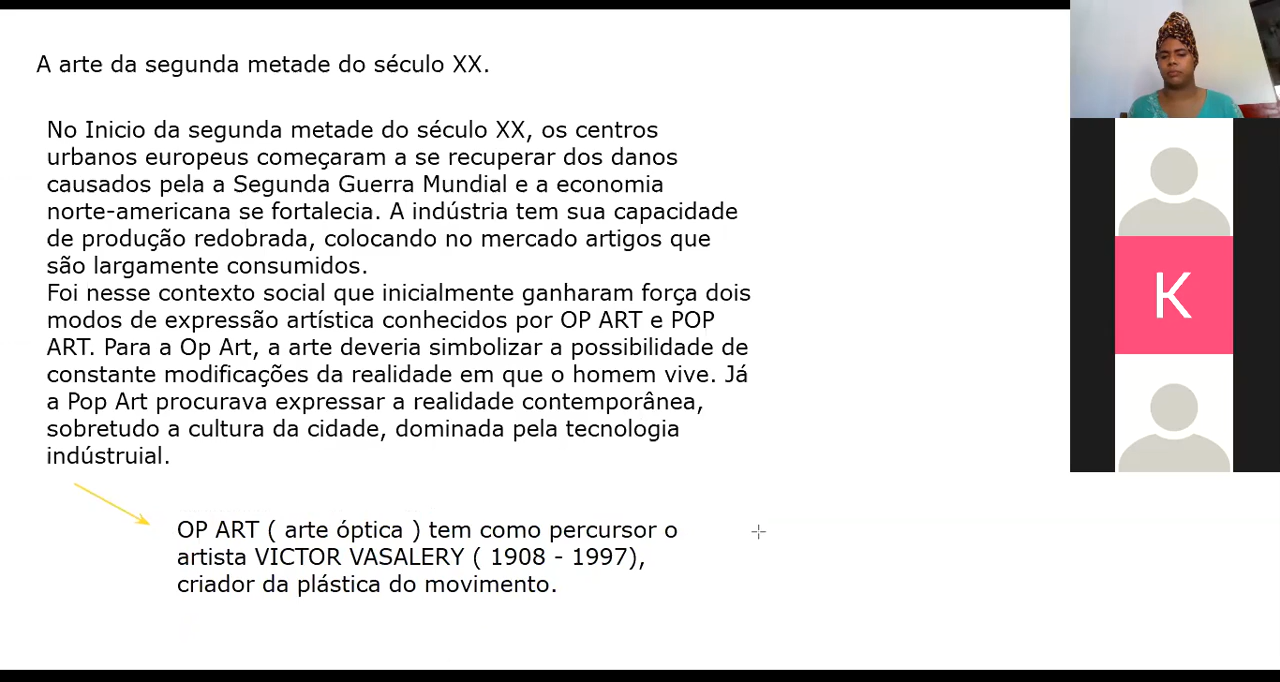 A arte da segunda metade do século XX.
No Inicio da segunda metade do século XX, os centros
urbanos europeus começaram a se recuperar dos danos
causados pela a Segunda Guerra Mundial e a economia
norte-americana se fortalecia. A indústria tem sua capacidade
de produção redobrada, colocando no mercado artigos que
são largamente consumidos.
Foi nesse contexto social que inicialmente ganharam força dois
modos de expressão artística conhecidos por OP ART e POP
ART. Para a Op Art, a arte deveria simbolizar a possibilidade de
constante modificações da realidade em que o homem vive. Já
a Pop Art procurava expressar a realidade contemporânea,
sobretudo a cultura da cidade, dominada pela tecnologia
indústruial.
OP ART ( arte óptica ) tem como percursor o
artista VICTOR VASALERY ( 1908 - 1997),
criador da plástica do movimento.
K